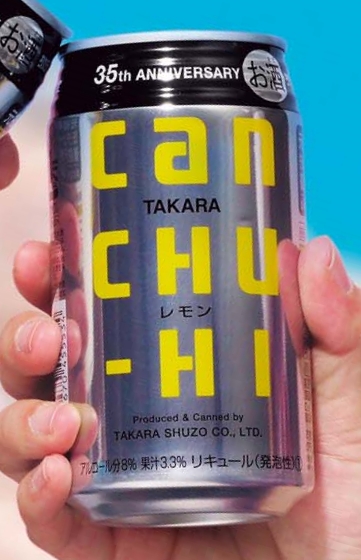 35th ANNIVERSARY お酒
can
TAKARA
CHU
レモン
-HI
Produced & Canned by
TAKARA SHUZO CO., LTD.
アルコール分8% 果汁3.3% リキュール(発泡性)①
お酒